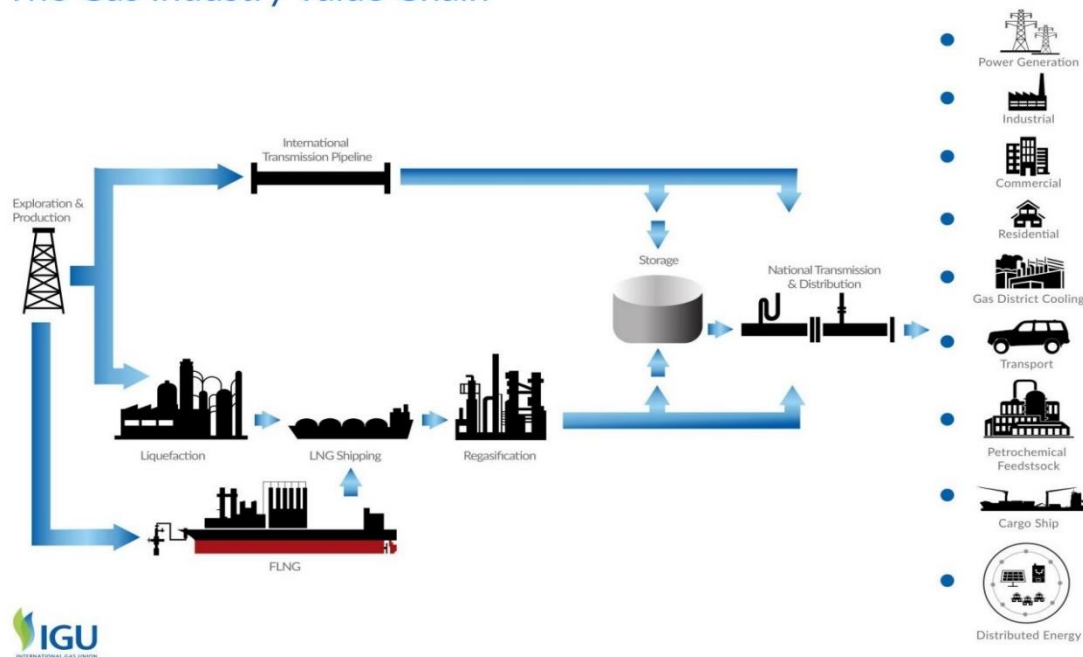 The Gas Industry Value Chain
Power Generation
Industrial
International
Transmission Pipeline
Commercial
Exploration &
Production
Residential
Storage
National Transmission
& Distribution
Gas District Cooling
Transport
Liquefaction
LNG Shipping
Regasification
Petrochemical
Feedstsock
Cargo Ship
FLNG
Distributed Energy
IGU
INTERNATIONAL GAS UNION